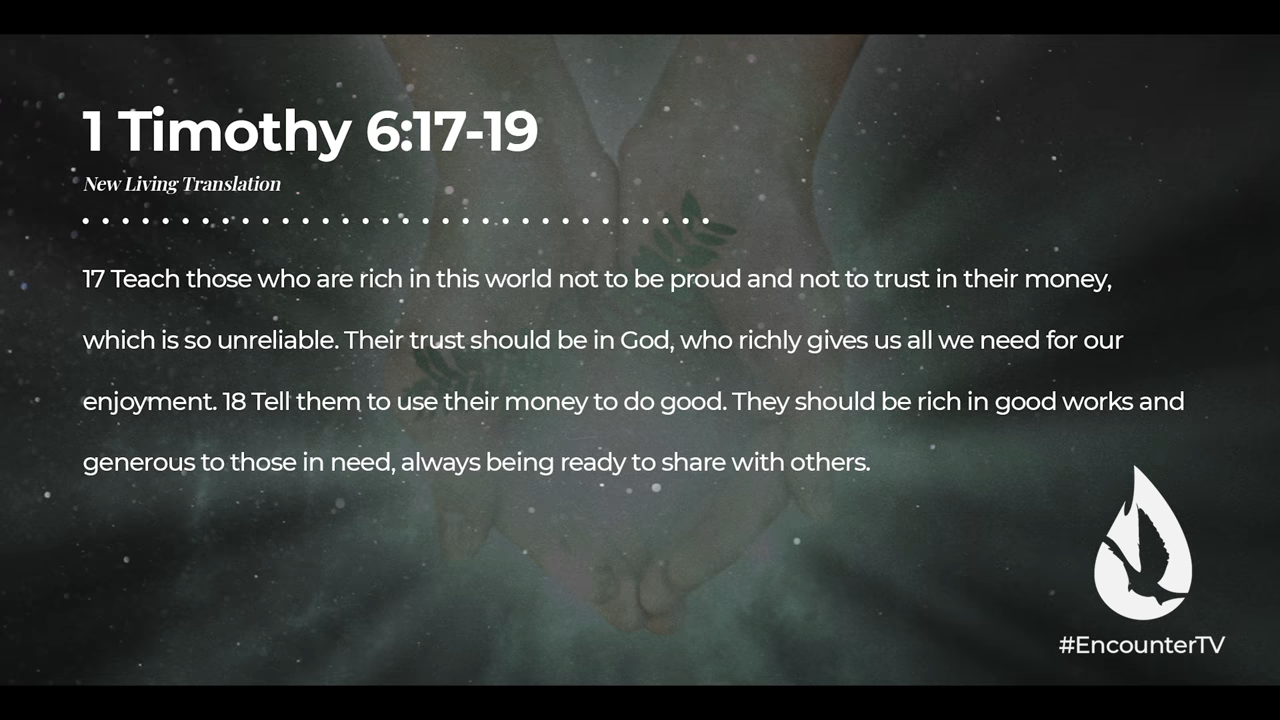 1 Timothy 6:17-19
New Living Translation
17 Teach those who are rich in this world not to be proud and not to trust in their money,
which is so unreliable. Their trust should be in God, who richly gives us all we need for our
enjoyment. 18 Tell them to use their money to do good. They should be rich in good works and
generous to those in need, always being ready to share with others.
#EncounterTV